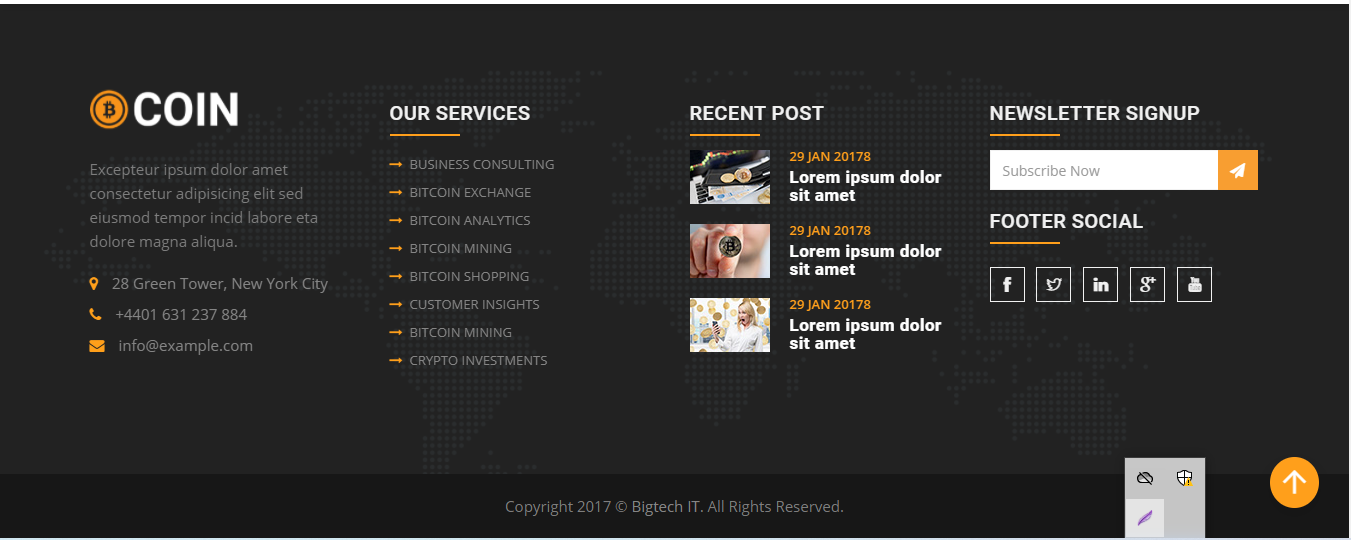 COIN
Excepteur ipsum dolor amet
consectetur adipisicing elit sed
eiusmod tempor incid labore eta
dolore magna aliqua.
28 Green Tower, New York City
+4401 631 237 884
info@example.com
OUR SERVICES
BUSINESS CONSULTING
BITCOIN EXCHANGE
BITCOIN ANALYTICS
BITCOIN MINING
BITCOIN SHOPPING
CUSTOMER INSIGHTS
BITCOIN MINING
CRYPTO INVESTMENTS
RECENT POST
29 JAN 20178
Lorem ipsum dolor
sit amet
29 JAN 20178
Lorem ipsum dolor
sit amet
29 JAN 20178
Lorem ipsum dolor
sit amet
NEWSLETTER SIGNUP
Subscribe Now
FOOTER SOCIAL
Copyright 2017 © Bigtech IT. All Rights Reserved.